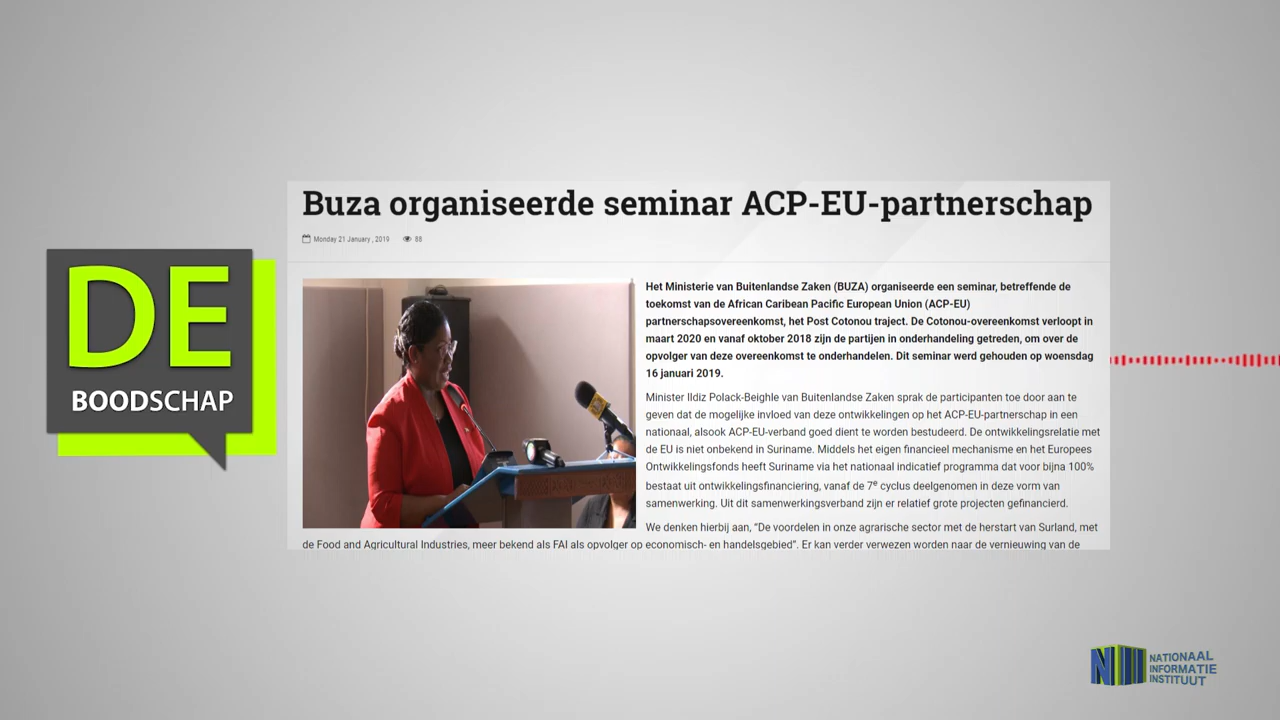 Buza organiseerde seminar ACP-EU-partnerschap
Monday 21 January , 2019 88
DE
BOODSCHAP
Het Ministerie van Buitenlandse Zaken (BUZA) organiseerde een seminar, betreffende de
toekomst van de African Caribean Pacific European Union (ACP-EU)
partnerschapsovereenkomst, het Post Cotonou traject. De Cotonou-overeenkomst verloopt in
maart 2020 en vanaf oktober 2018 zijn de partijen in onderhandeling getreden, om over de
opvolger van deze overeenkomst te onderhandelen. Dit seminar werd gehouden op woensdag
16 januari 2019.
Minister Ildiz Polack-Beighle van Buitenlandse Zaken sprak de participanten toe door aan te
geven dat de mogelijke invloed van deze ontwikkelingen op het ACP-EU-partnerschap in een
nationaal, alsook ACP-EU-verband goed dient te worden bestudeerd. De ontwikkelingsrelatie met
de EU is niet onbekend in Suriname. Middels het eigen financieel mechanisme en het Europees
Ontwikkelingsfonds heeft Suriname via het nationaal indicatief programma dat voor bijna 100%
bestaat uit ontwikkelingsfinanciering, vanaf de 7e cyclus deelgenomen in deze vorm van
samenwerking. Uit dit samenwerkingsverband zijn er relatief grote projecten gefinancierd.
We denken hierbij aan, “De voordelen in onze agrarische sector met de herstart van Surland, met
de Food and Agricultural Industries, meer bekend als FAI als opvolger op economisch- en handelsgebied”. Er kan verder verwezen worden naar de vernieuwing van de
NII NATIONAAL
INFORMATIE
INSTITUUT